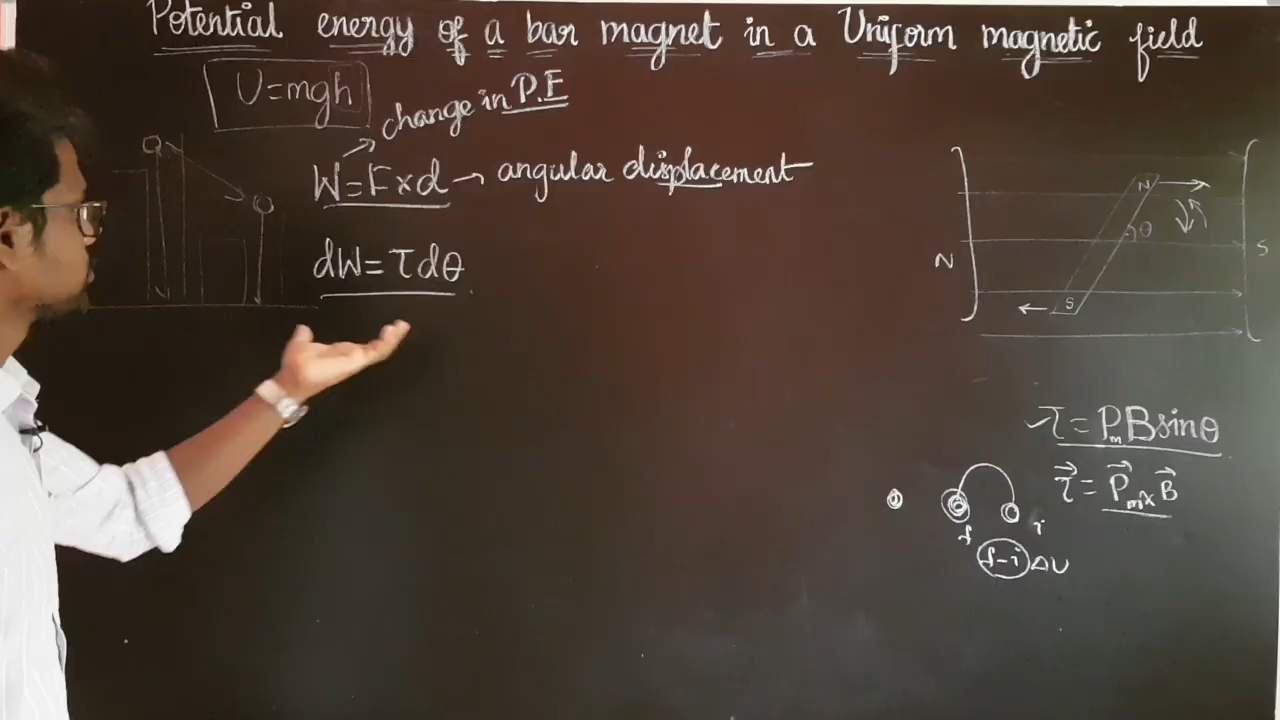 Potential energy of a bar magnet in a Uniform magnetic field
U=mgh
change in P.E
W=F×d → angular displacement
dW=τdθ
N
θ
N
S
S
τ=PmBsinθ
τ⃗=P⃗m×B⃗
f i
f-i ΔU